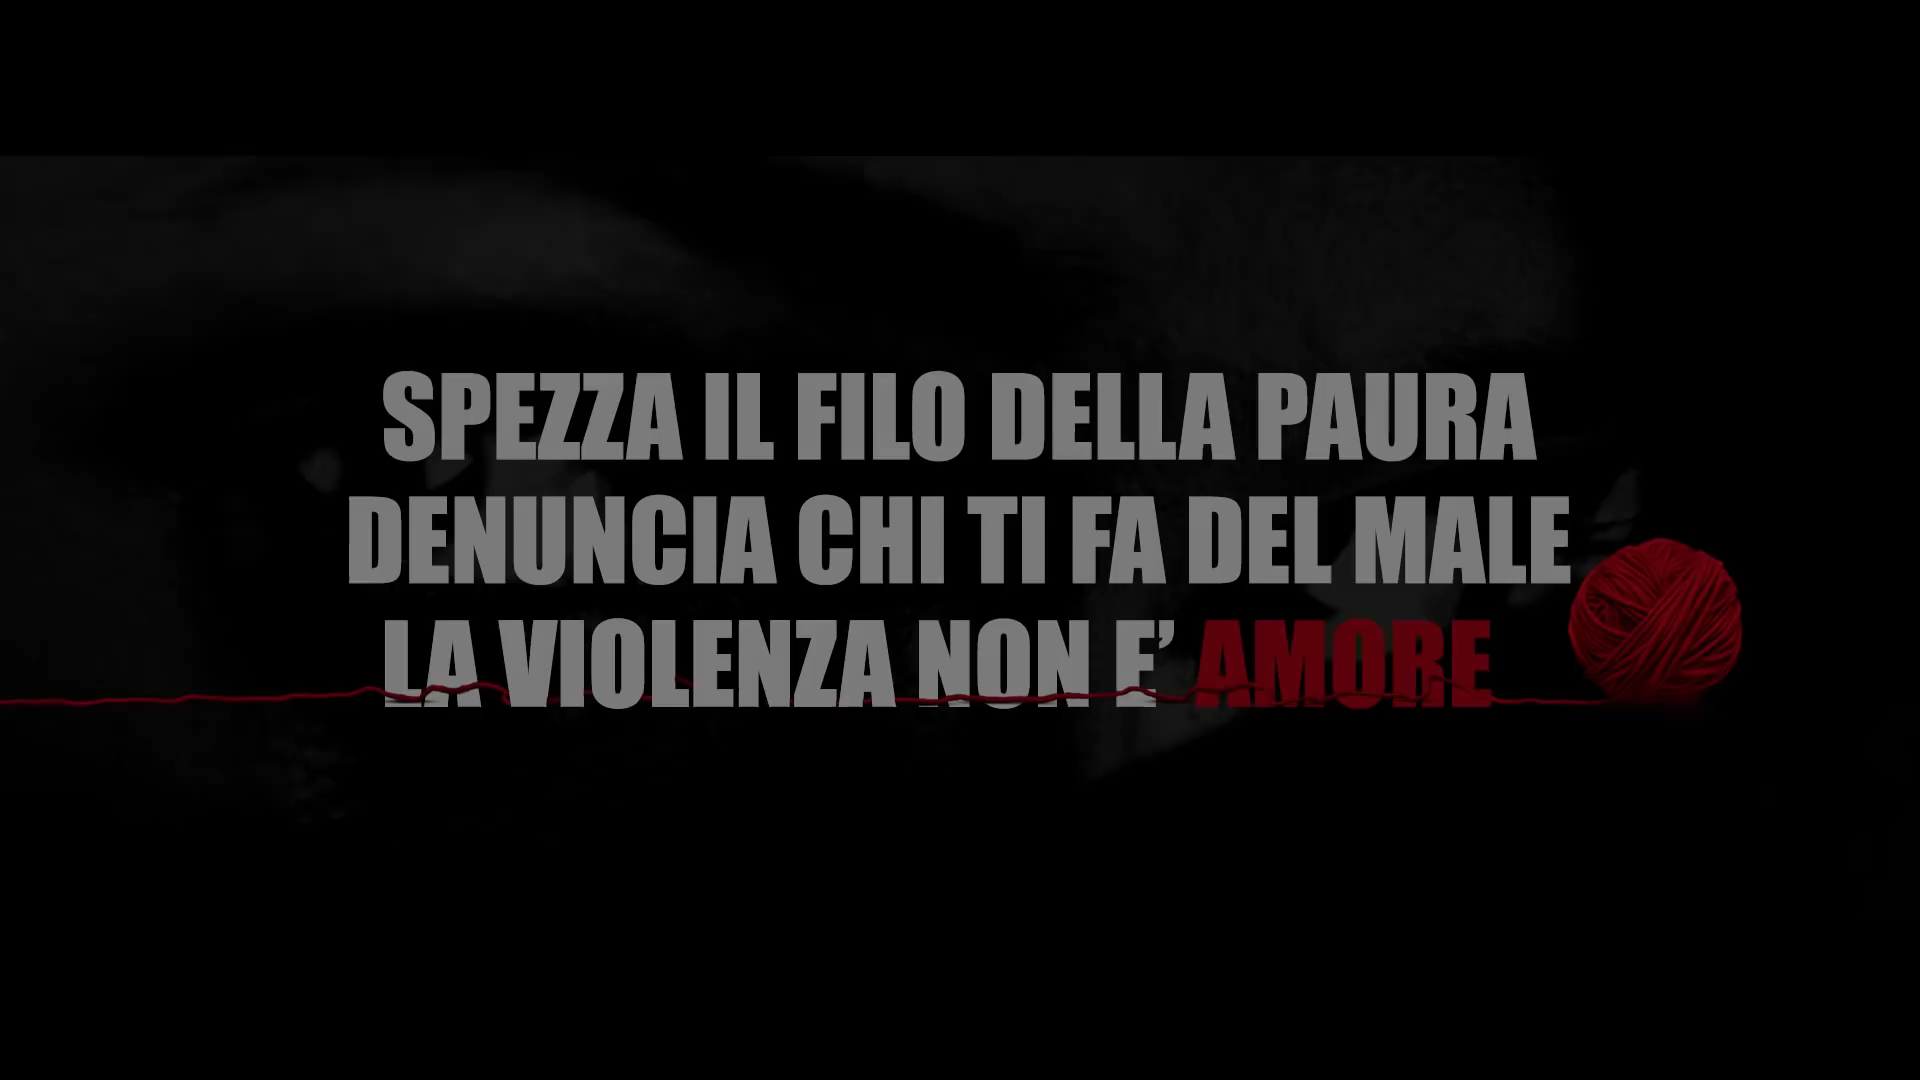 SPEZZA IL FILO DELLA PAURA
DENUNCIA CHI TI FA DEL MALE
LA VIOLENZA NON E’ AMORE